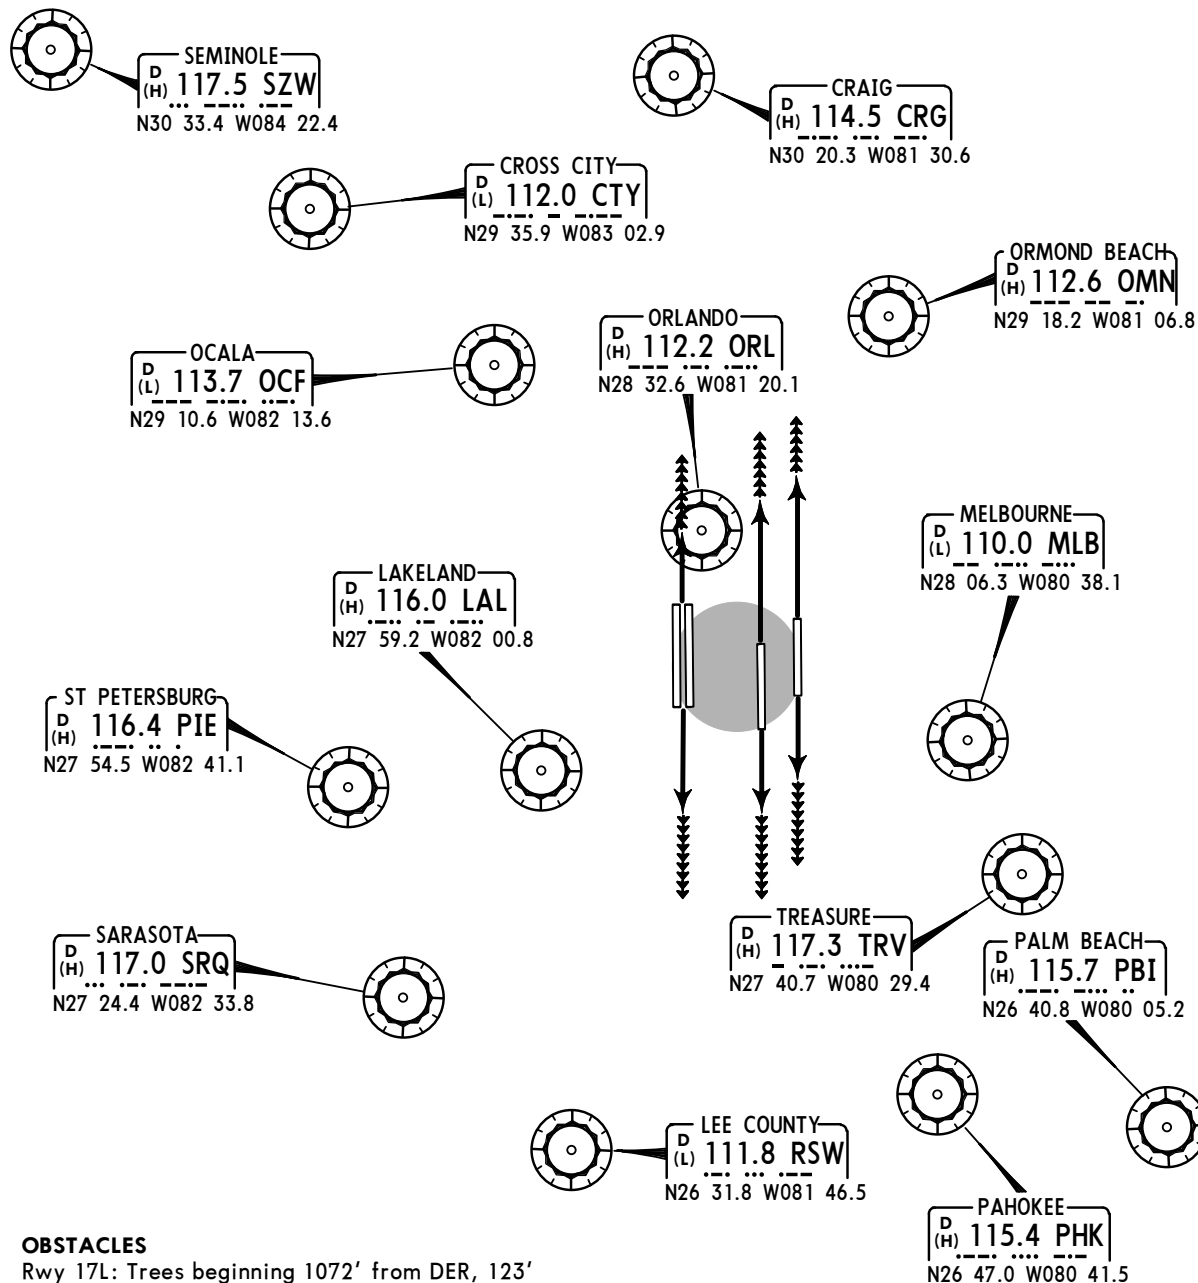 SEMINOLE
D
(H) 117.5 SZW
N30 33.4 W084 22.4
CRAIG
D
(H) 114.5 CRG
N30 20.3 W081 30.6
CROSS CITY
D
(L) 112.0 CTY
N29 35.9 W083 02.9
ORMOND BEACH
D
(H) 112.6 OMN
N29 18.2 W081 06.8
ORLANDO
D
(H) 112.2 ORL
N28 32.6 W081 20.1
OCALA
D
(L) 113.7 OCF
N29 10.6 W082 13.6
MELBOURNE
D
(L) 110.0 MLB
N28 06.3 W080 38.1
LAKELAND
D
(H) 116.0 LAL
N27 59.2 W082 00.8
ST PETERSBURG
D
(H) 116.4 PIE
N27 54.5 W082 41.1
TREASURE
D
(H) 117.3 TRV
N27 40.7 W080 29.4
SARASOTA
D
(H) 117.0 SRQ
N27 24.4 W082 33.8
PALM BEACH
D
(H) 115.7 PBI
N26 40.8 W080 05.2
LEE COUNTY
D
(L) 111.8 RSW
N26 31.8 W081 46.5
PAHOKEE
D
(H) 115.4 PHK
N26 47.0 W080 41.5
OBSTACLES
Rwy 17L: Trees beginning 1072' from DER, 123'